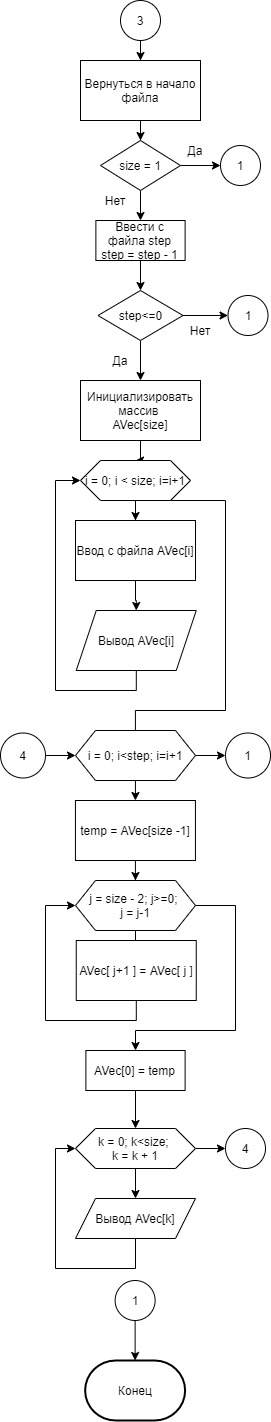 3
Вернуться в начало
файла
Да
size = 1
1
Нет
Ввести с
файла step
step = step - 1
step<=0
1
Нет
Да
Инициализировать
массив
AVec[size]
i = 0; i < size; i=i+1
Ввод с файла AVec[i]
Вывод AVec[i]
4
i = 0; i<step; i=i+1
1
temp = AVec[size -1]
j = size - 2; j>=0;
j = j-1
AVec[ j+1 ] = AVec[ j ]
AVec[0] = temp
k = 0; k<size;
k = k + 1
4
Вывод AVec[k]
1
Конец